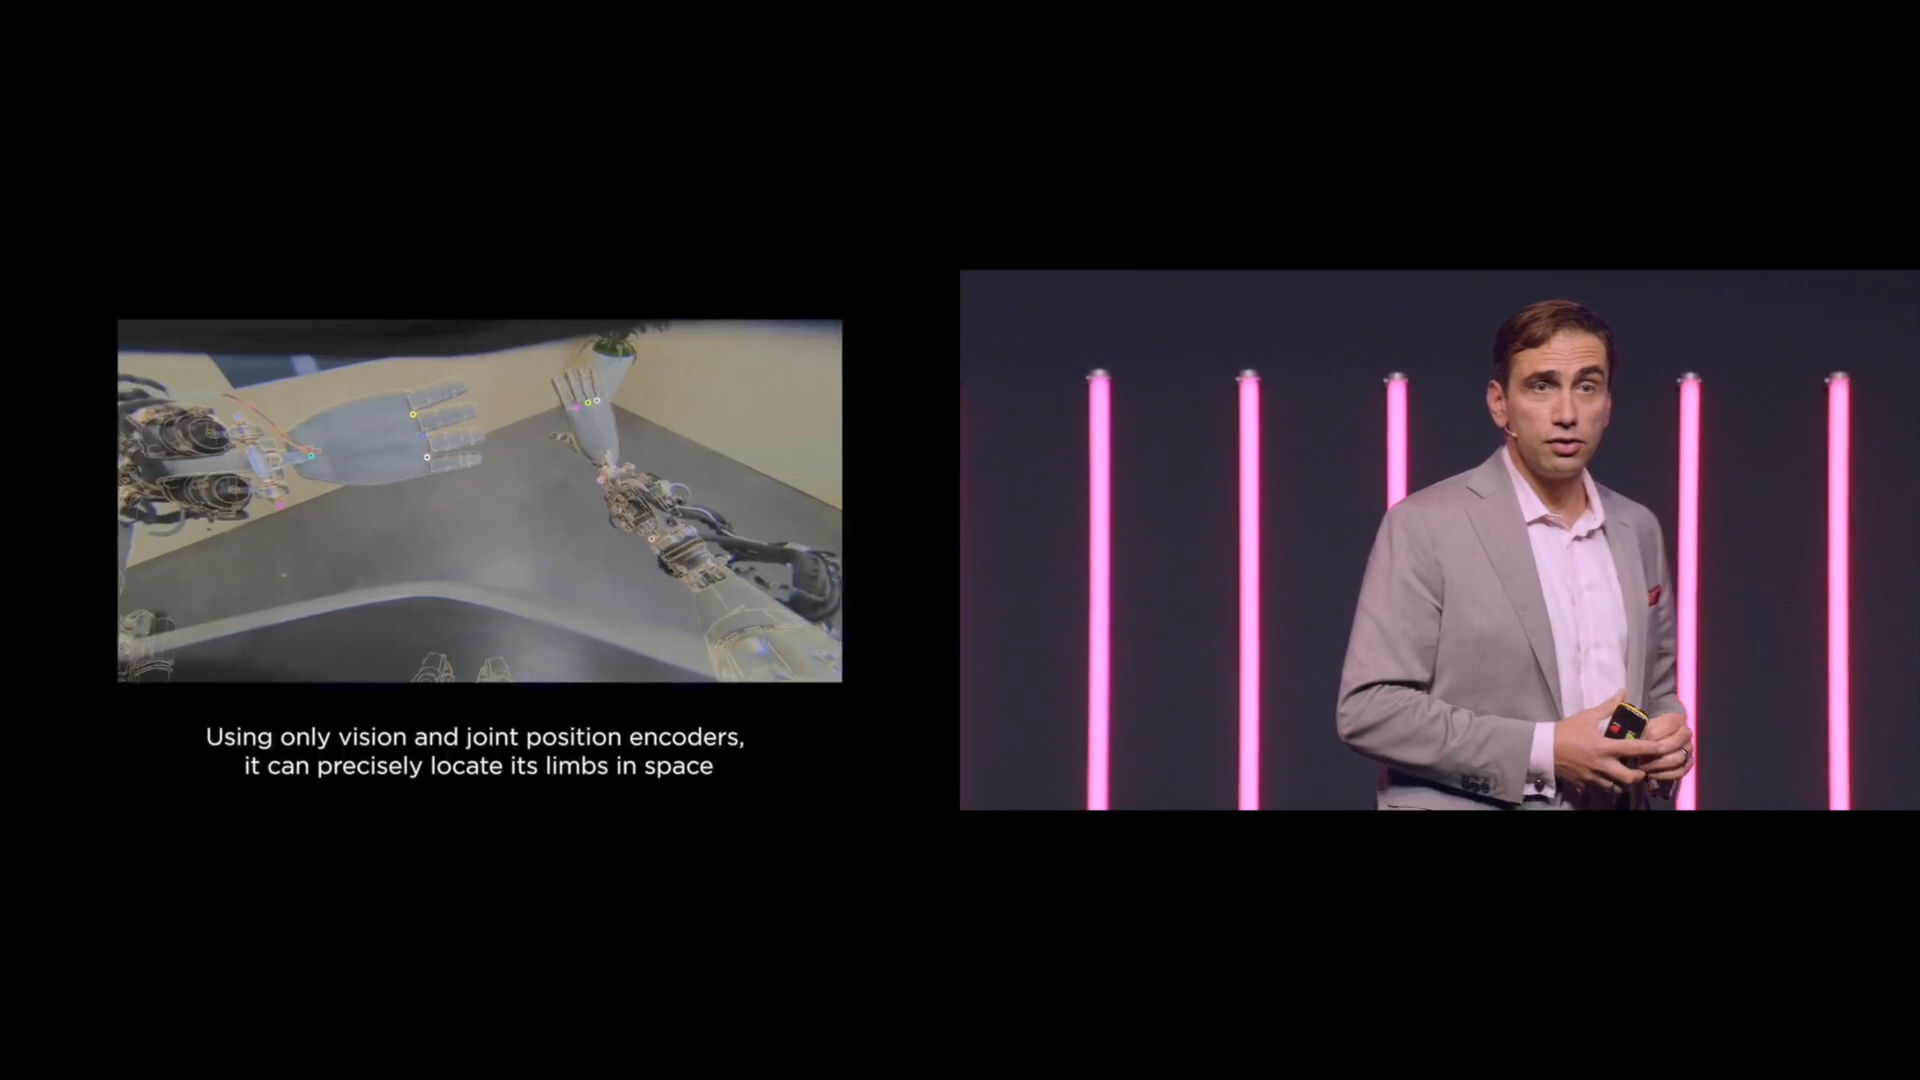 Using only vision and joint position encoders,
it can precisely locate its limbs in space